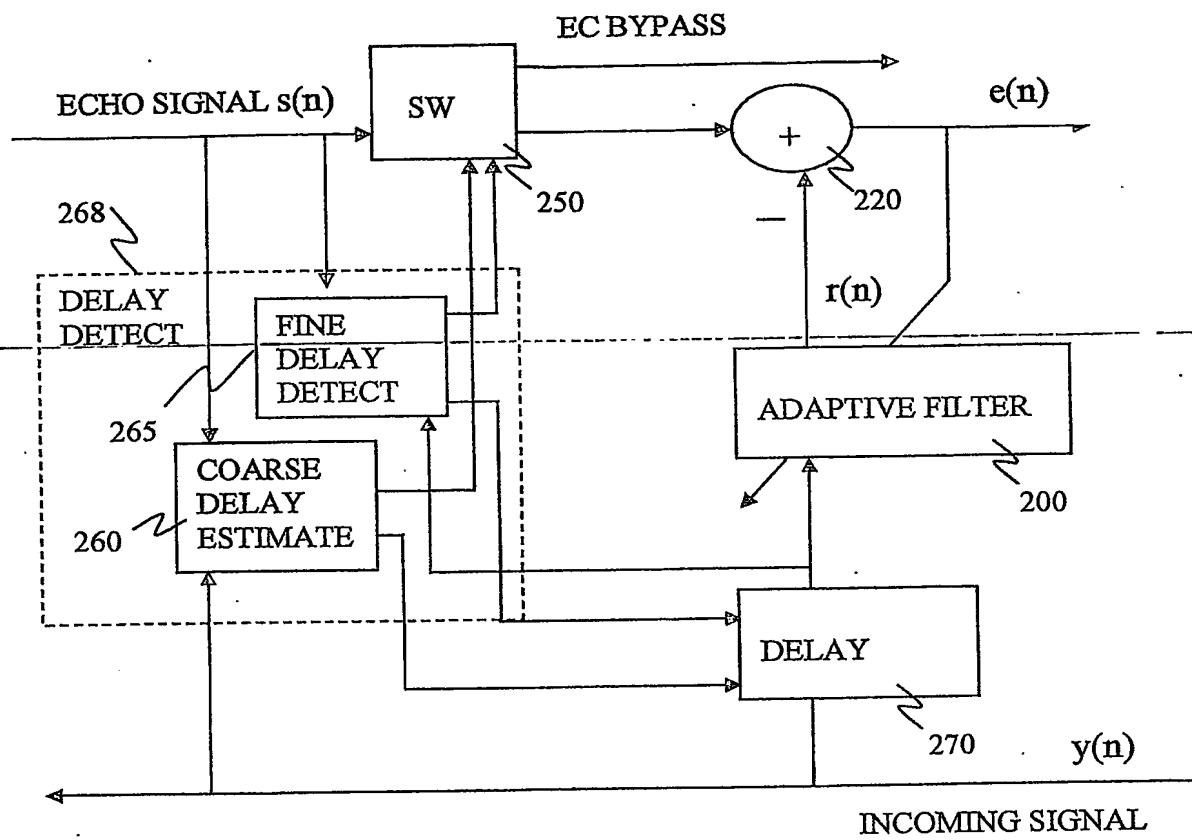 EC BYPASS
ECHO SIGNAL s(n)
SW
e(n)
+
250
220
268
−
DELAY
DETECT
r(n)
FINE
DELAY
DETECT
ADAPTIVE FILTER
265
COARSE
DELAY
ESTIMATE
200
260
DELAY
270
y(n)
INCOMING SIGNAL